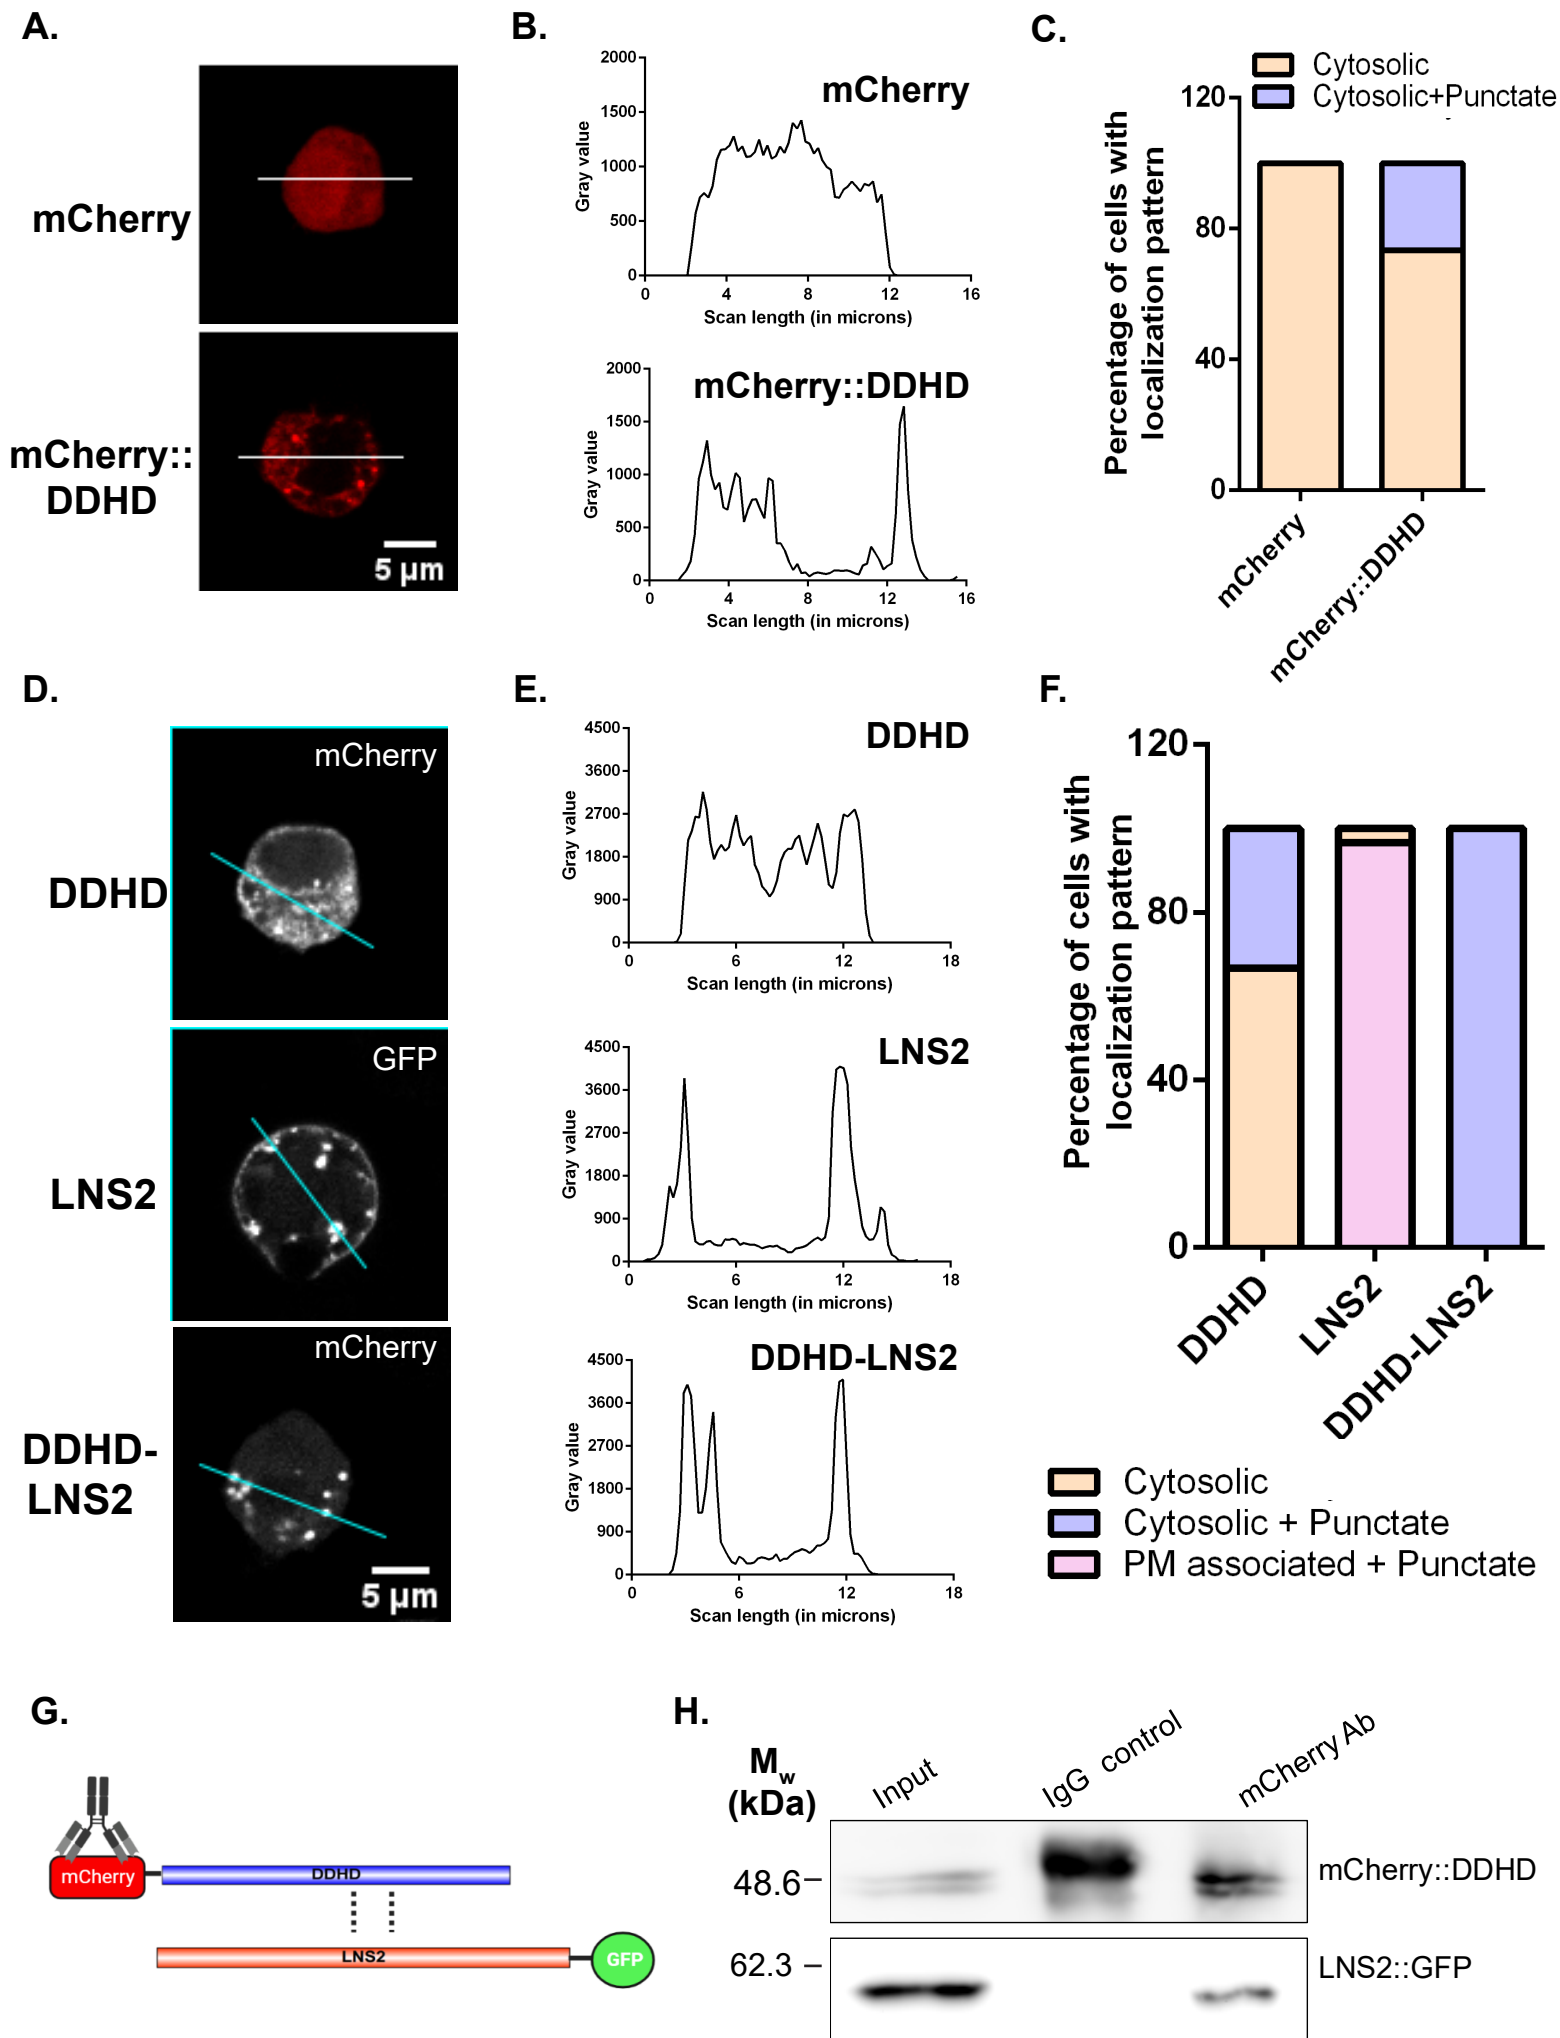 A.
mCherry
mCherry::
DDHD
5 µm
B.
mCherry
2000
1500
1000
500
0
Gray value
0 4 8 12 16
Scan length (in microns)
mCherry::DDHD
2000
1500
1000
500
0
Gray value
0 4 8 12 16
Scan length (in microns)
C.
Cytosolic
Cytosolic+Punctate
120
80
40
0
Percentage of cells with
localization pattern
mCherry
mCherry::DDHD
D.
mCherry
DDHD
GFP
LNS2
mCherry
DDHD-
LNS2
5 µm
E.
DDHD
4500
3600
2700
1800
900
0
Gray value
0 6 12 18
Scan length (in microns)
LNS2
4500
3600
2700
1800
900
0
Gray value
0 6 12 18
Scan length (in microns)
DDHD-LNS2
4500
3600
2700
1800
900
0
Gray value
0 6 12 18
Scan length (in microns)
F.
120
80
40
0
Percentage of cells with
localization pattern
DDHD
LNS2
DDHD-LNS2
Cytosolic
Cytosolic + Punctate
PM associated + Punctate
G.
mCherry
DDHD
LNS2
GFP
H.
Mw
(kDa)
Input
IgG control
mCherry Ab
48.6
mCherry::DDHD
62.3
LNS2::GFP